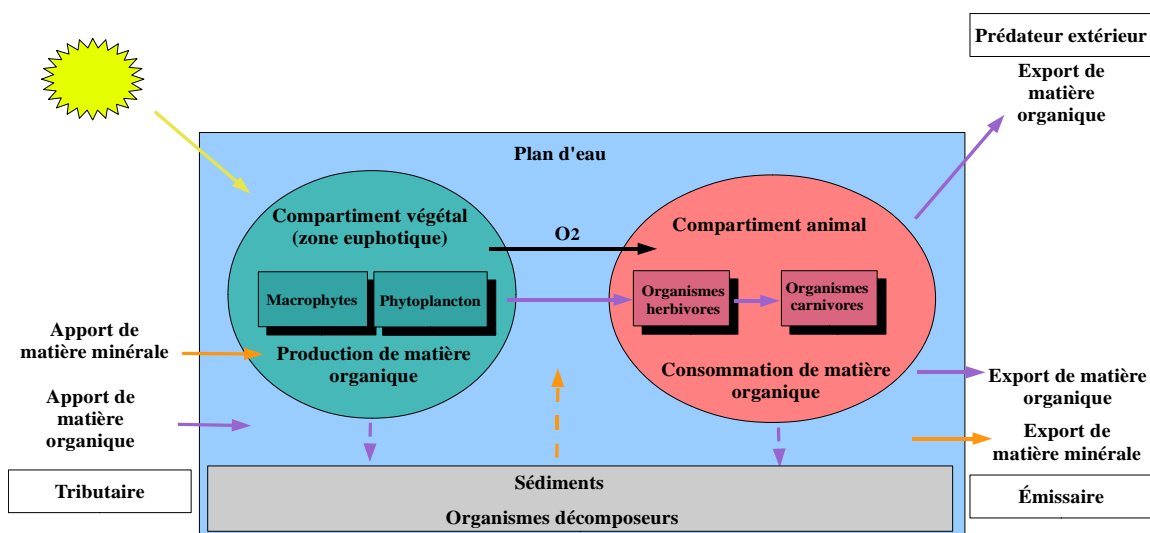 Prédateur extérieur
Export de
matière
organique
Plan d'eau
Compartiment végétal
(zone euphotique)
O2
Compartiment animal
Macrophytes
Phytoplancton
Organismes
herbivores
Organismes
carnivores
Apport de
matière minérale
Production de matière
organique
Consommation de matière
organique
Export de matière
organique
Apport de
matière
organique
Export de
matière minérale
Tributaire
Sédiments
Organismes décomposeurs
Émissaire